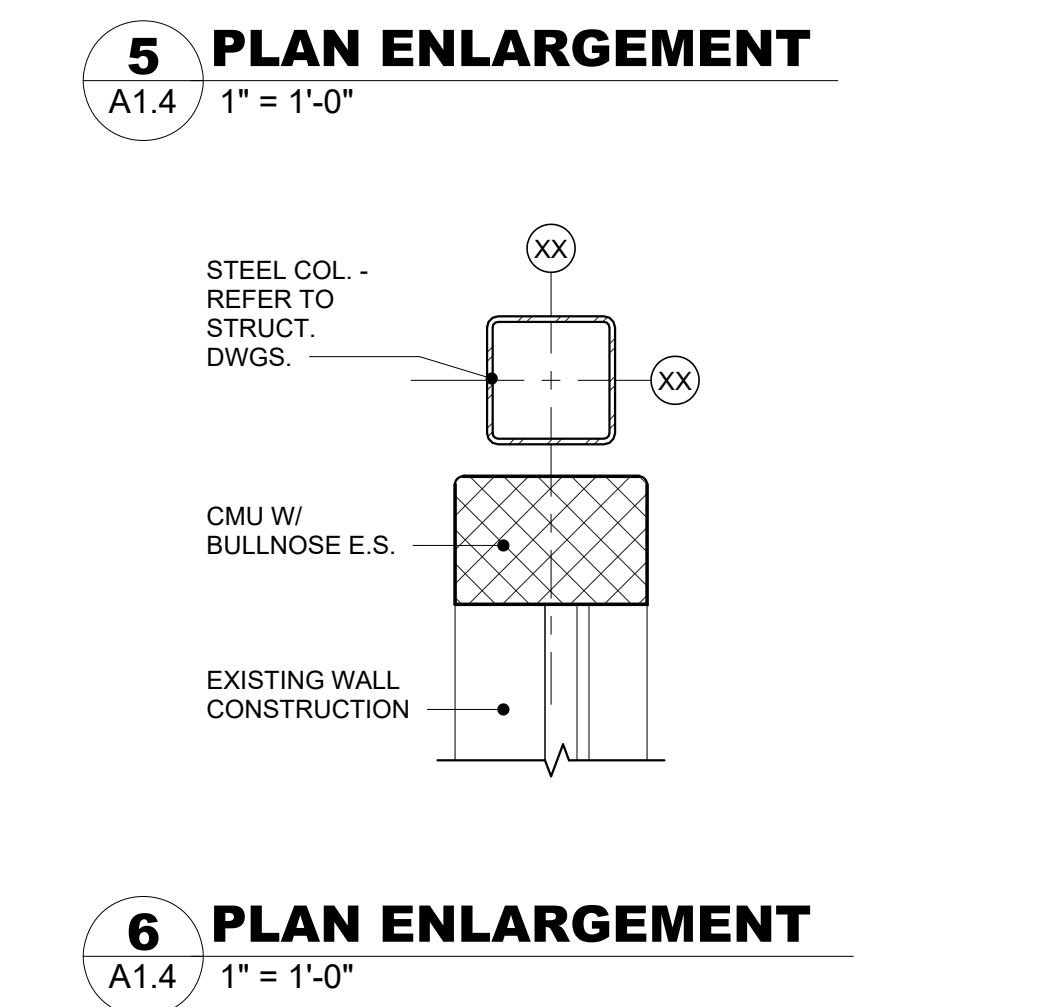 5 PLAN ENLARGEMENT
A1.4 1" = 1'-0"
XX
STEEL COL. -
REFER TO
STRUCT.
DWGS.
XX
CMU W/
BULLNOSE E.S.
EXISTING WALL
CONSTRUCTION
6 PLAN ENLARGEMENT
A1.4 1" = 1'-0"